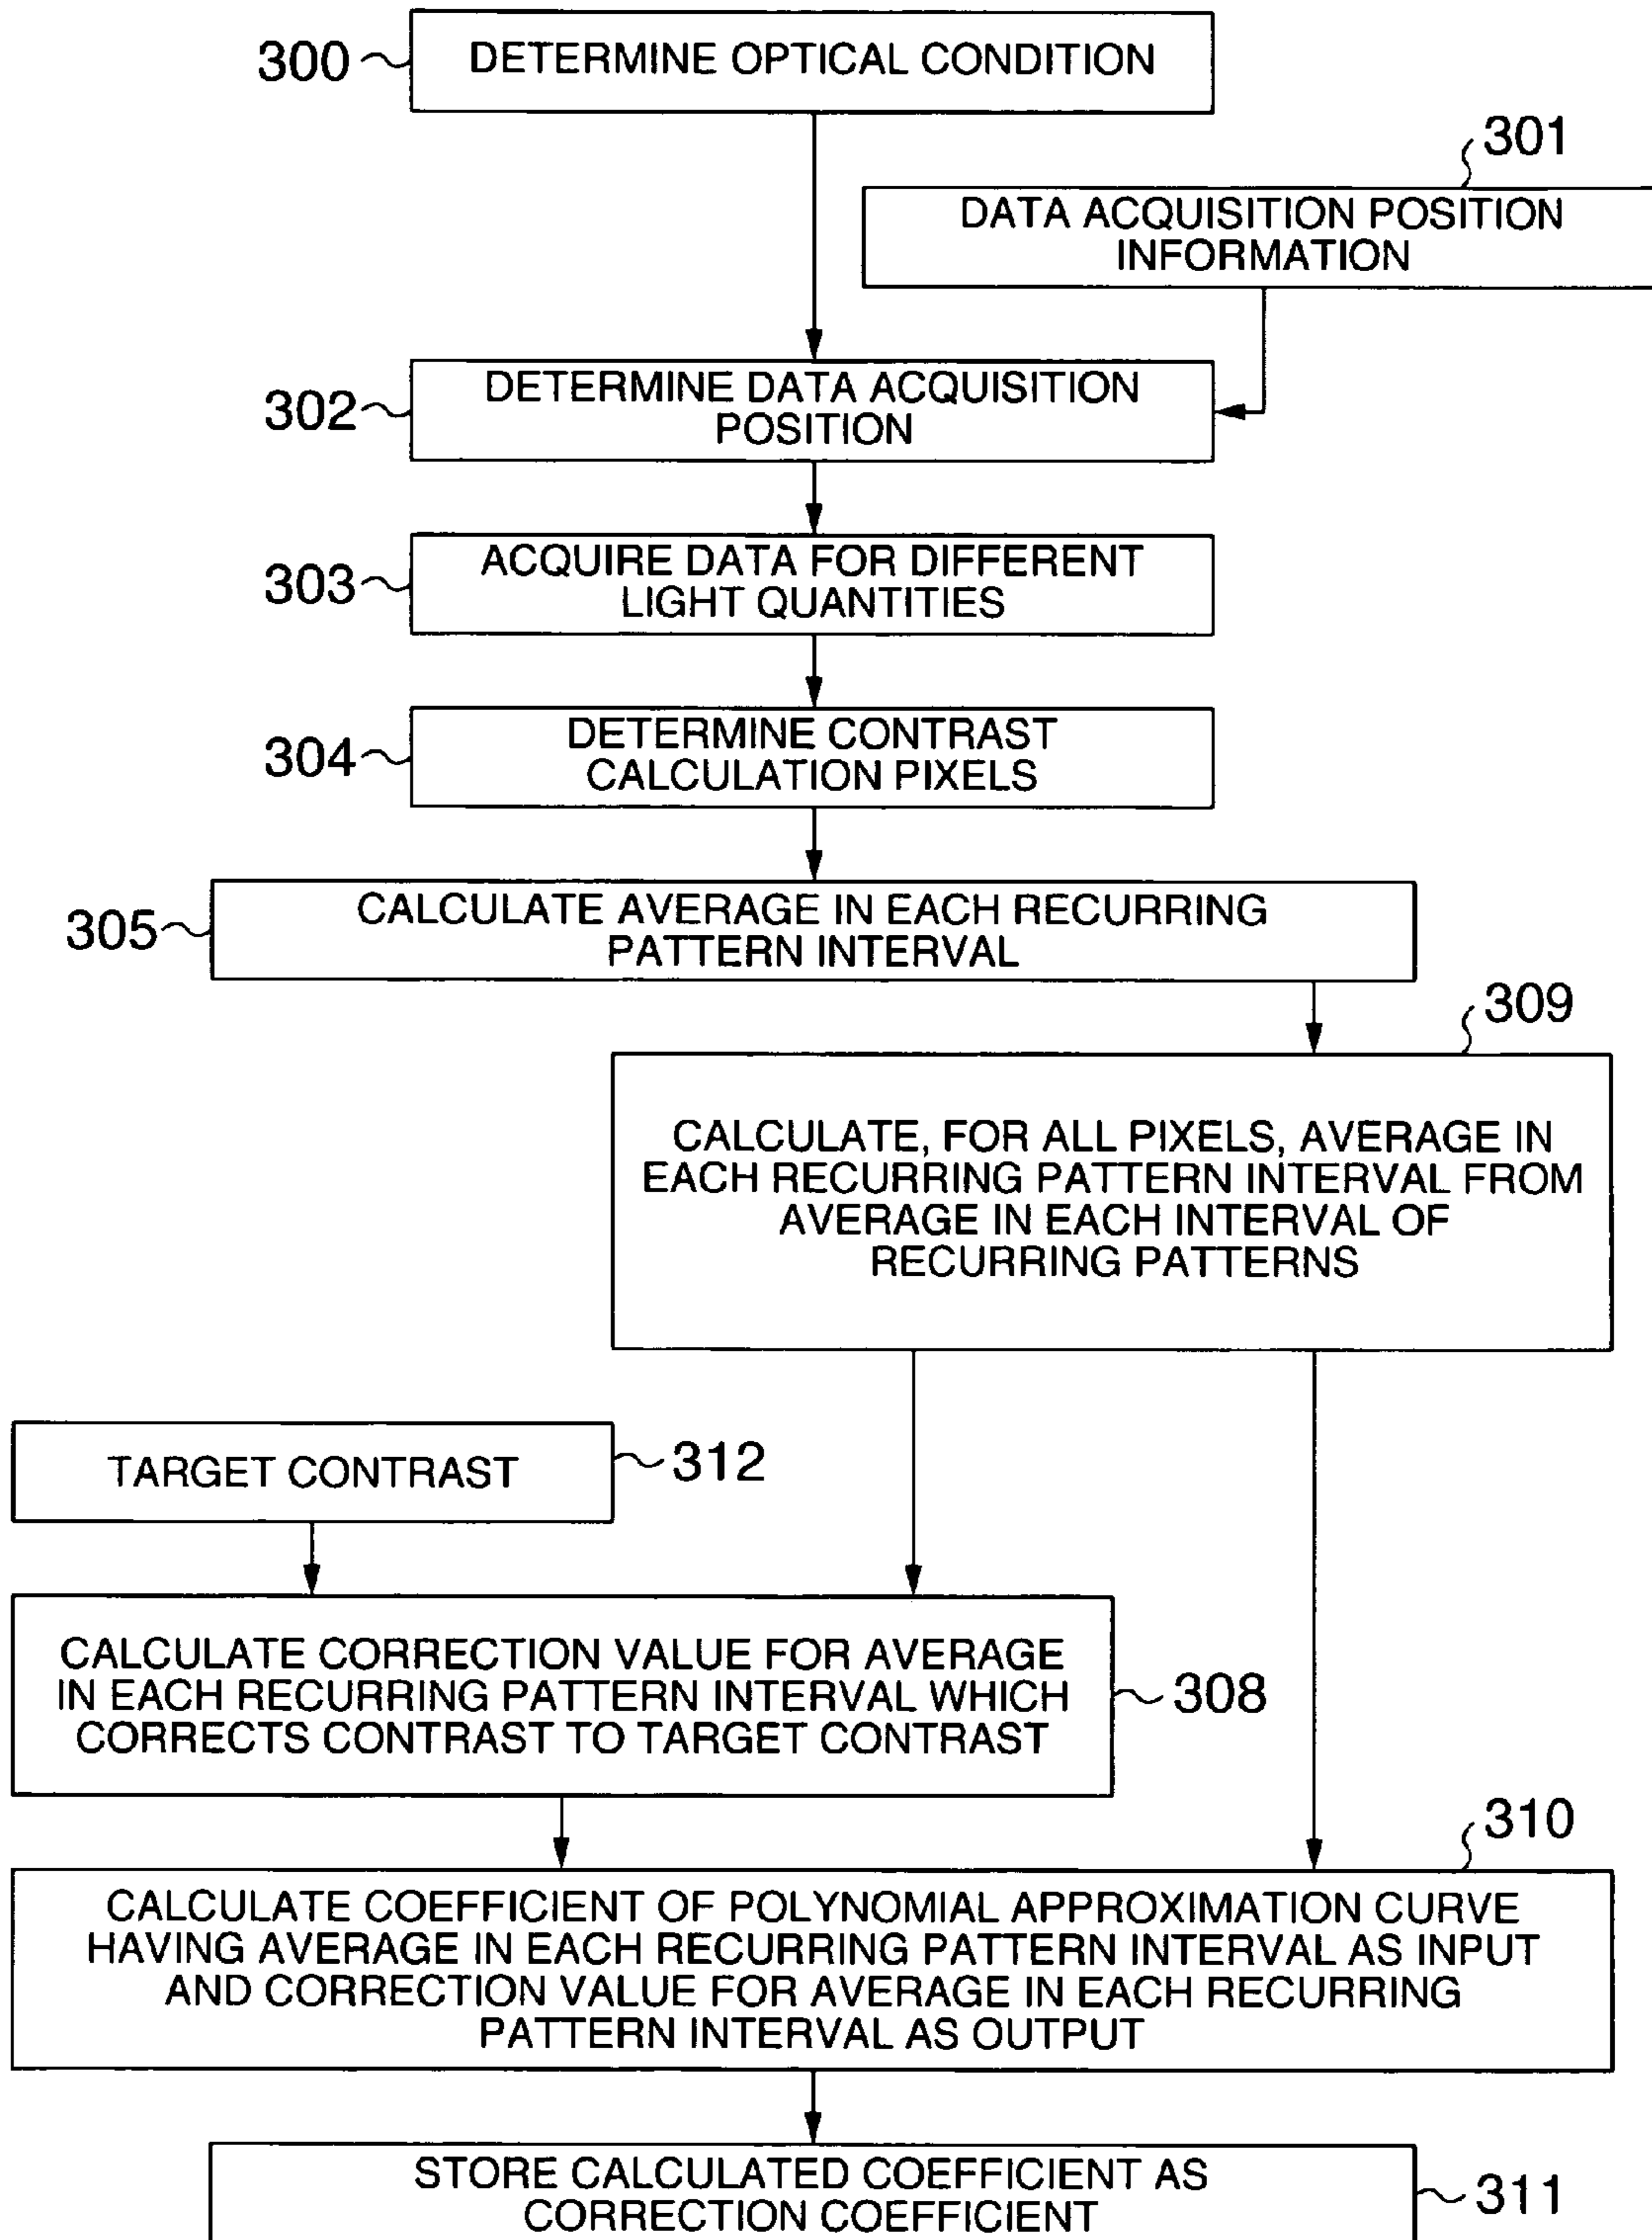 300
DETERMINE OPTICAL CONDITION
301
DATA ACQUISITION POSITION
INFORMATION
302
DETERMINE DATA ACQUISITION
POSITION
303
ACQUIRE DATA FOR DIFFERENT
LIGHT QUANTITIES
304
DETERMINE CONTRAST
CALCULATION PIXELS
305
CALCULATE AVERAGE IN EACH RECURRING
PATTERN INTERVAL
309
CALCULATE, FOR ALL PIXELS, AVERAGE IN
EACH RECURRING PATTERN INTERVAL FROM
AVERAGE IN EACH INTERVAL OF
RECURRING PATTERNS
TARGET CONTRAST
312
CALCULATE CORRECTION VALUE FOR AVERAGE
IN EACH RECURRING PATTERN INTERVAL WHICH
CORRECTS CONTRAST TO TARGET CONTRAST
308
310
CALCULATE COEFFICIENT OF POLYNOMIAL APPROXIMATION CURVE
HAVING AVERAGE IN EACH RECURRING PATTERN INTERVAL AS INPUT
AND CORRECTION VALUE FOR AVERAGE IN EACH RECURRING
PATTERN INTERVAL AS OUTPUT
STORE CALCULATED COEFFICIENT AS
CORRECTION COEFFICIENT
311